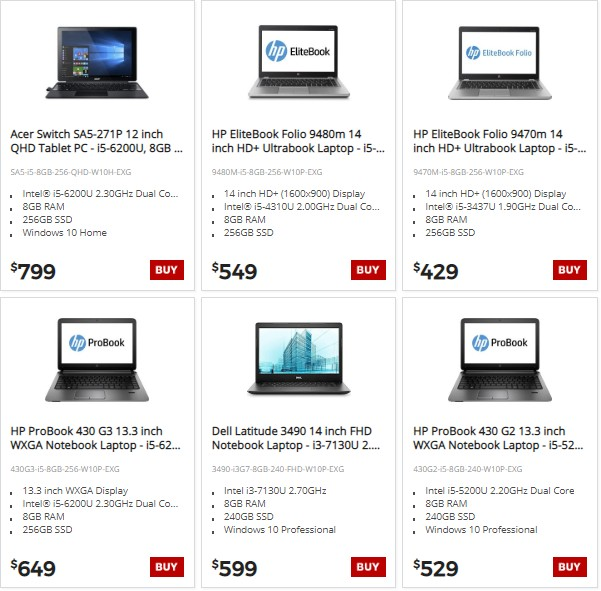 EliteBook
EliteBook Folio
Acer Switch SA5-271P 12 inch
QHD Tablet PC - i5-6200U, 8GB ...
SA5-i5-8GB-256-QHD-W10H-EXG
Intel® i5-6200U 2.30GHz Dual Co...
8GB RAM
256GB SSD
Windows 10 Home
$799
BUY
HP EliteBook Folio 9480m 14
inch HD+ Ultrabook Laptop - i5-...
9480M-i5-8GB-256-W10P-EXG
14 inch HD+ (1600x900) Display
Intel® i5-4310U 2.00GHz Dual Co...
8GB RAM
256GB SSD
$549
BUY
HP EliteBook Folio 9470m 14
inch HD+ Ultrabook Laptop - i5-...
9470M-i5-8GB-256-W10P-EXG
14 inch HD+ (1600x900) Display
Intel® i5-3437U 1.90GHz Dual Co...
8GB RAM
256GB SSD
$429
BUY
hp ProBook
HP ProBook 430 G3 13.3 inch
WXGA Notebook Laptop - i5-62...
430G3-i5-8GB-256-W10P-EXG
13.3 inch WXGA Display
Intel® i5-6200U 2.30GHz Dual Co...
8GB RAM
256GB SSD
$649
BUY
Dell Latitude 3490 14 inch FHD
Notebook Laptop - i3-7130U 2....
3490-i3G7-8GB-240-FHD-W10P-EXG
Intel i3-7130U 2.70GHz
8GB RAM
240GB SSD
Windows 10 Professional
$599
BUY
hp ProBook
HP ProBook 430 G2 13.3 inch
WXGA Notebook Laptop - i5-52...
430G2-i5-8GB-240-W10P-EXG
Intel i5-5200U 2.20GHz Dual Core
8GB RAM
240GB SSD
Windows 10 Professional
$529
BUY